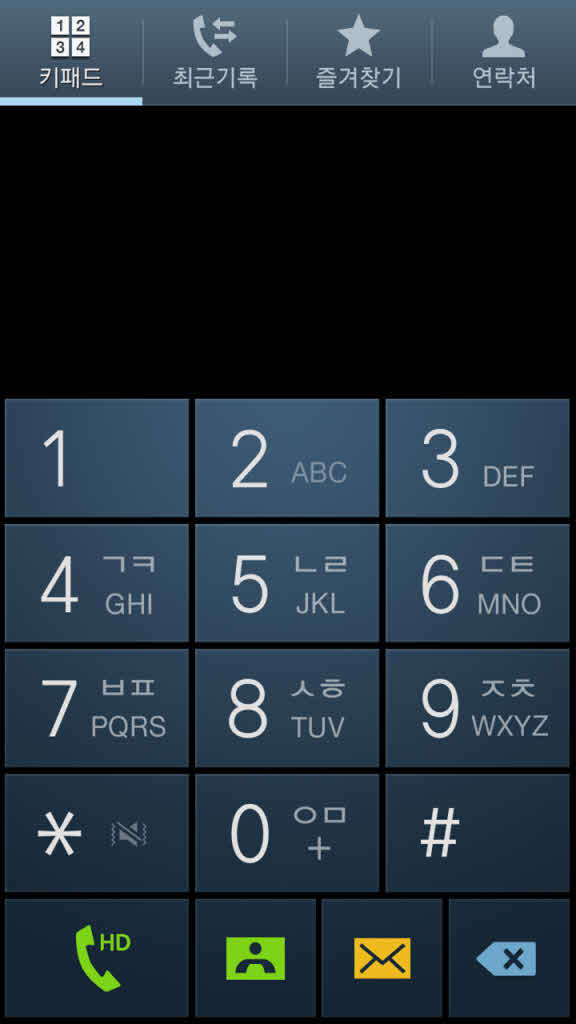 1 2
3 4
키패드 최근기록 즐겨찾기 연락처
1
2 ABC
3 DEF
4 ㄱㅋ GHI
5 ㄴㄹ JKL
6 ㄷㅌ MNO
7 ㅂㅍ PQRS
8 ㅅㅎ TUV
9 ㅈㅊ WXYZ
*
0 ㅇㅁ +
#
HD